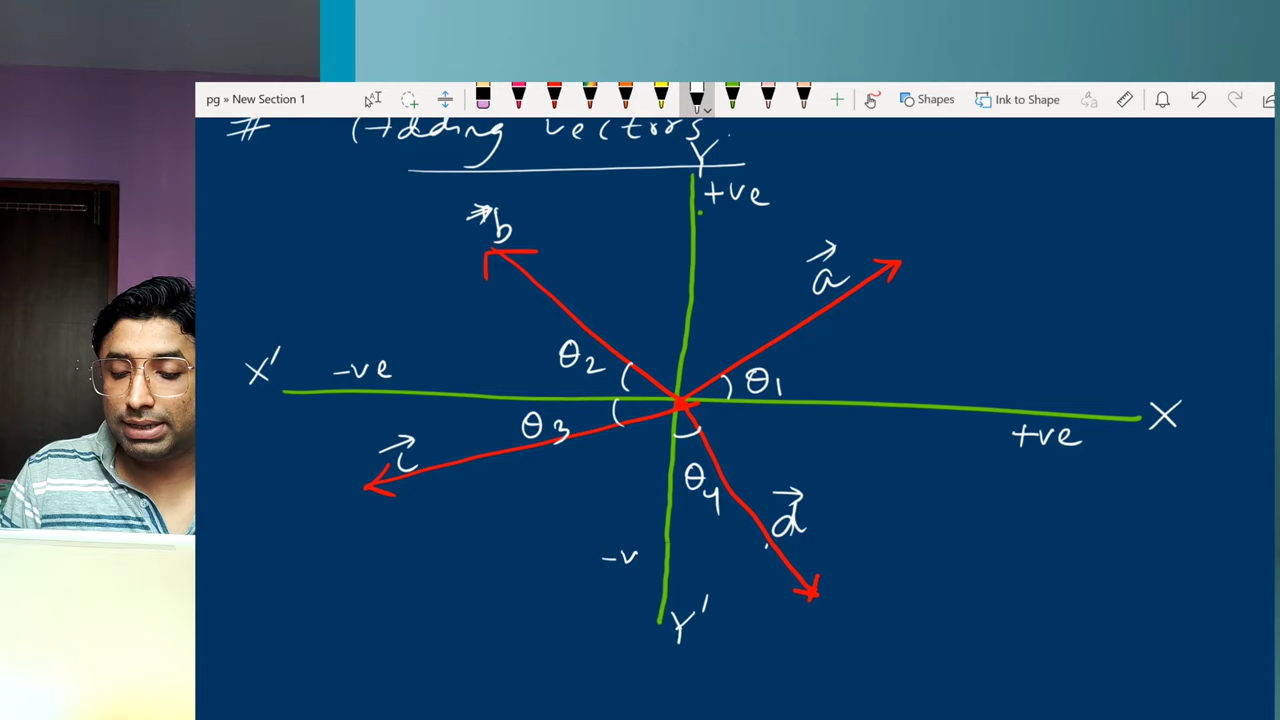 pg » New Section 1
Shapes
Ink to Shape
# Adding vectors
Y
+ve
b
a
X' -ve θ2 θ1
X
θ3
+ve
c
θ4
d
-v
Y'